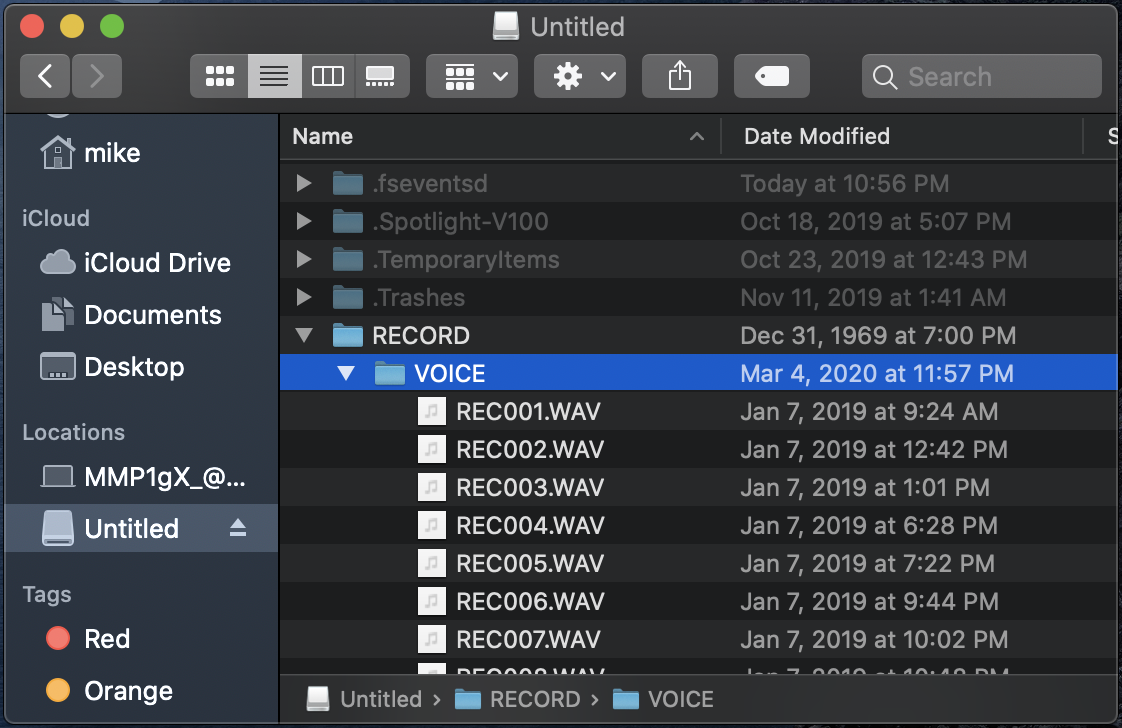 Untitled
Search
mike
iCloud
iCloud Drive
Documents
Desktop
Locations
MMP1gX_@...
Untitled
Tags
Red
Orange
Name Date Modified S
.fseventsd Today at 10:56 PM
.Spotlight-V100 Oct 18, 2019 at 5:07 PM
.TemporaryItems Oct 23, 2019 at 12:43 PM
.Trashes Nov 11, 2019 at 1:41 AM
RECORD Dec 31, 1969 at 7:00 PM
VOICE Mar 4, 2020 at 11:57 PM
REC001.WAV Jan 7, 2019 at 9:24 AM
REC002.WAV Jan 7, 2019 at 12:42 PM
REC003.WAV Jan 7, 2019 at 1:01 PM
REC004.WAV Jan 7, 2019 at 6:28 PM
REC005.WAV Jan 7, 2019 at 7:22 PM
REC006.WAV Jan 7, 2019 at 9:44 PM
REC007.WAV Jan 7, 2019 at 10:02 PM
Untitled › RECORD › VOICE